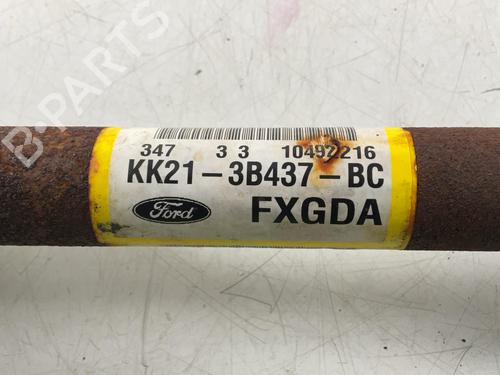 B-PARTS
347 3 3 10492216
KK21-3B437-BC
Ford FXGDA